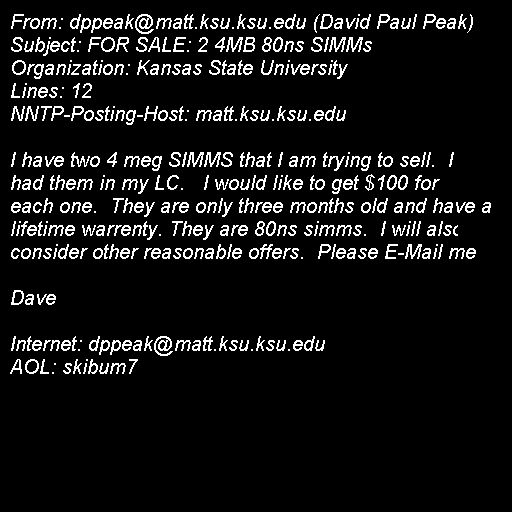 From: dppeak@matt.ksu.ksu.edu (David Paul Peak)
Subject: FOR SALE: 2 4MB 80ns SIMMs
Organization: Kansas State University
Lines: 12
NNTP-Posting-Host: matt.ksu.ksu.edu

I have two 4 meg SIMMS that I am trying to sell.  I
had them in my LC.   I would like to get $100 for
each one.  They are only three months old and have a
lifetime warrenty. They are 80ns simms.  I will also
consider other reasonable offers.  Please E-Mail me

Dave

Internet: dppeak@matt.ksu.ksu.edu
AOL: skibum7